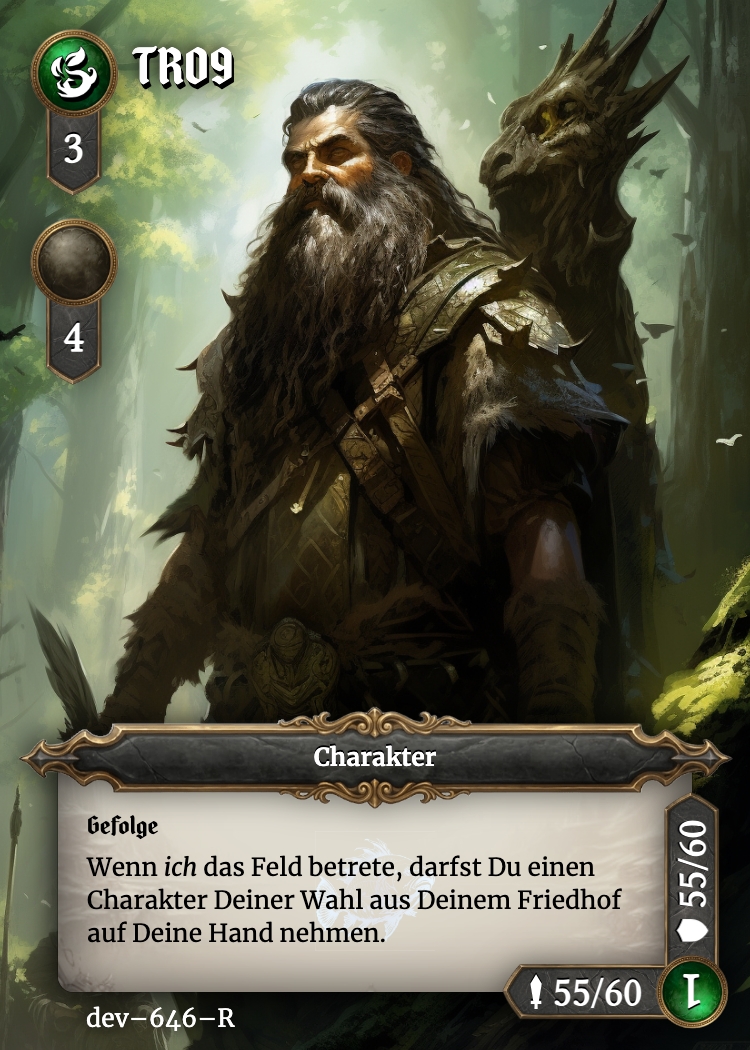 TR09
3
4
Charakter
Gefolge
Wenn ich das Feld betrete, darfst Du einen
Charakter Deiner Wahl aus Deinem Friedhof
auf Deine Hand nehmen.
55/60
55/60
1
dev–646–R